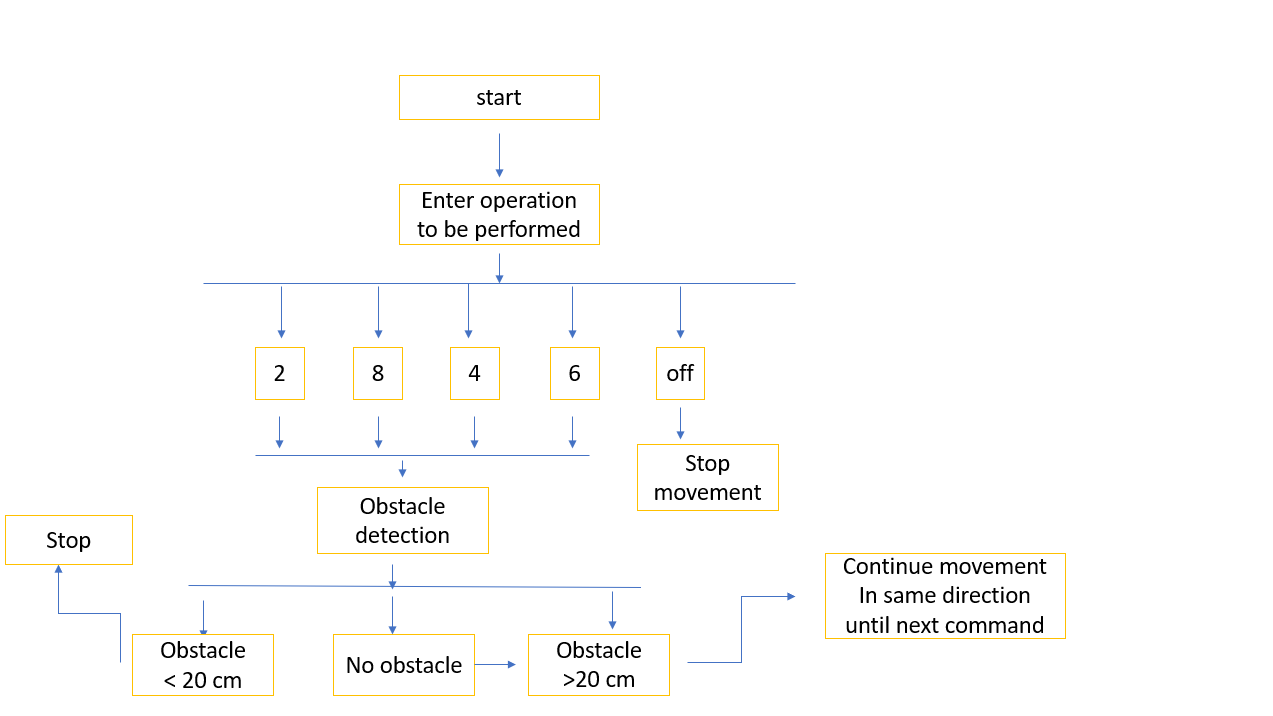 start
Enter operation
to be performed
2
8
4
6
off
Stop
movement
Obstacle
detection
Stop
Continue movement
In same direction
until next command
Obstacle
< 20 cm
No obstacle
Obstacle
>20 cm